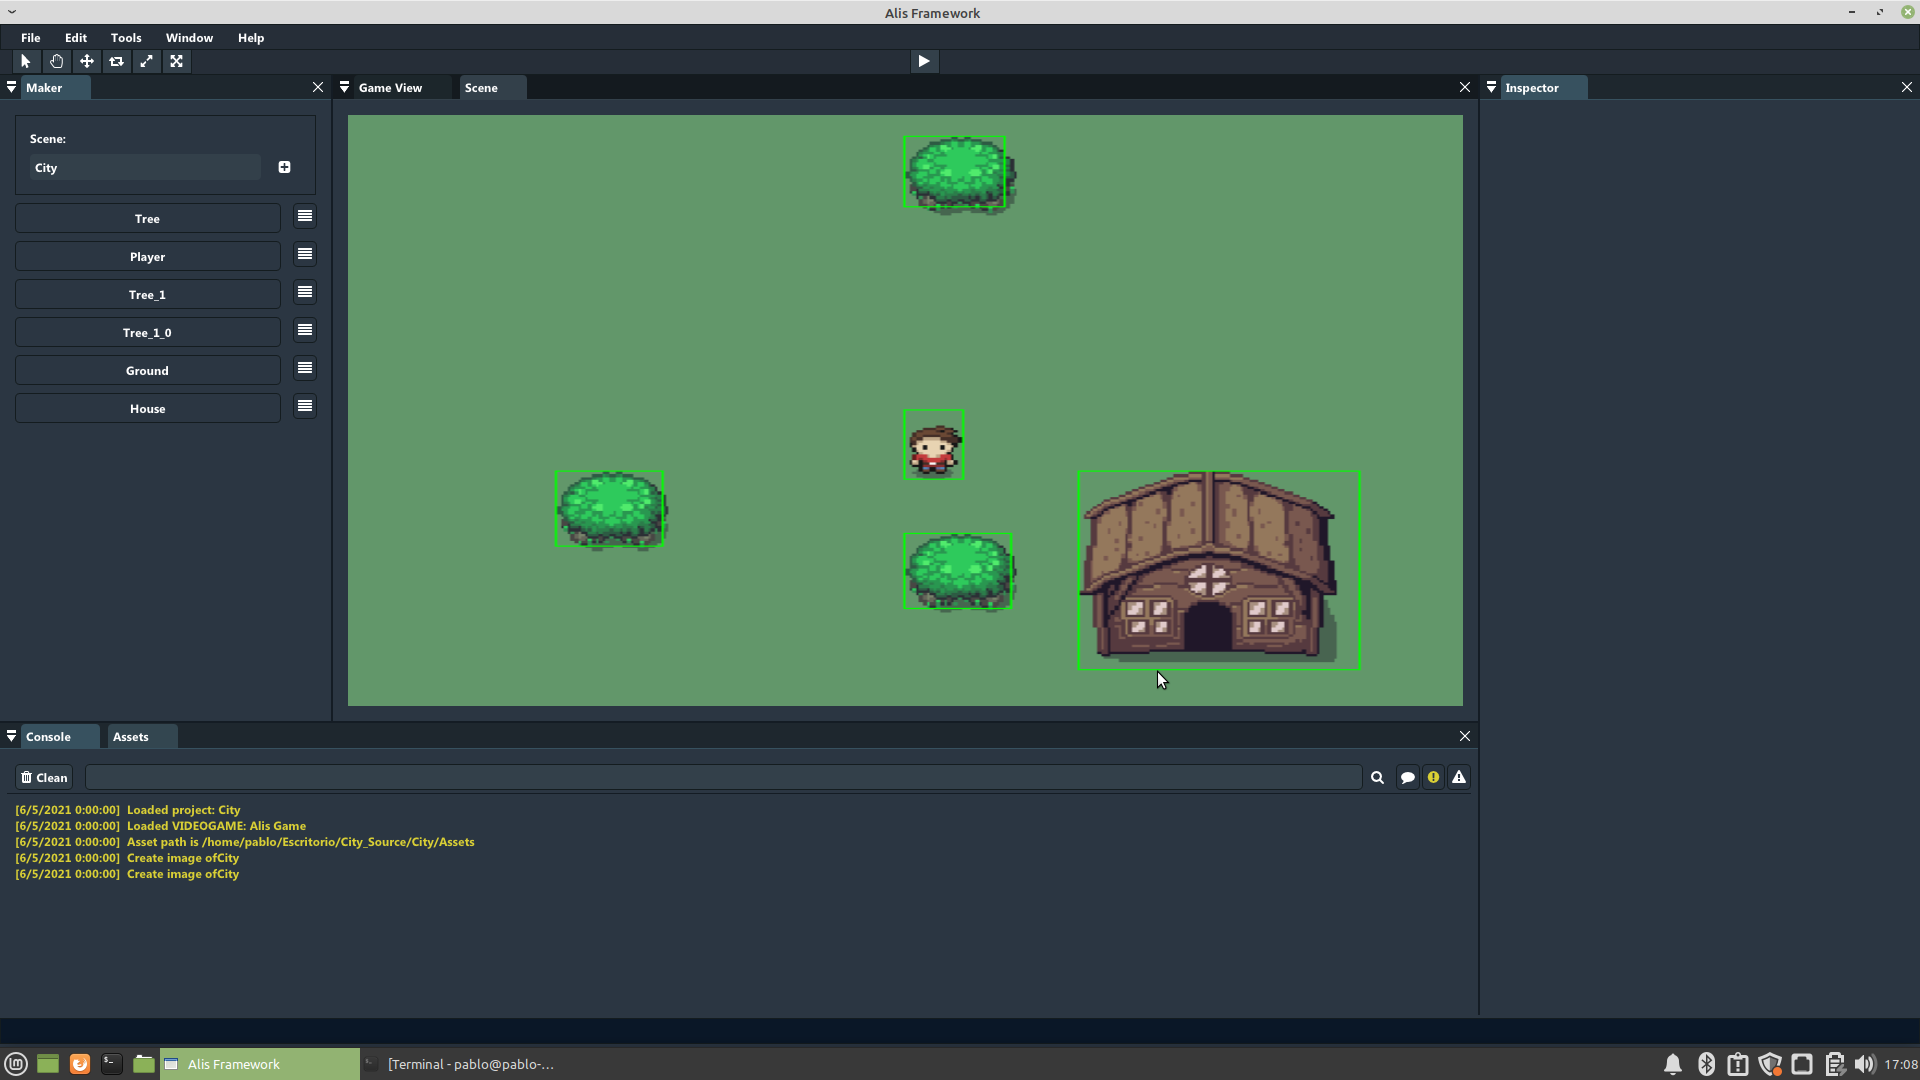 Alis Framework
File Edit Tools Window Help
Maker
Game View Scene
Inspector
Scene:
City
Tree
Player
Tree_1
Tree_1_0
Ground
House
Console Assets
Clean
[6/5/2021 0:00:00] Loaded project: City
[6/5/2021 0:00:00] Loaded VIDEOGAME: Alis Game
[6/5/2021 0:00:00] Asset path is /home/pablo/Escritorio/City_Source/City/Assets
[6/5/2021 0:00:00] Create image ofCity
[6/5/2021 0:00:00] Create image ofCity
Alis Framework
[Terminal - pablo@pablo-...
17:08